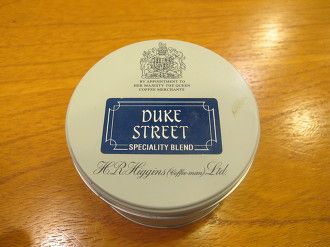 BY APPOINTMENT TO
HER MAJESTY THE QUEEN
COFFEE MERCHANTS
DUKE
STREET
SPECIALITY BLEND
H.R.Higgins (Coffee-man) Ltd.